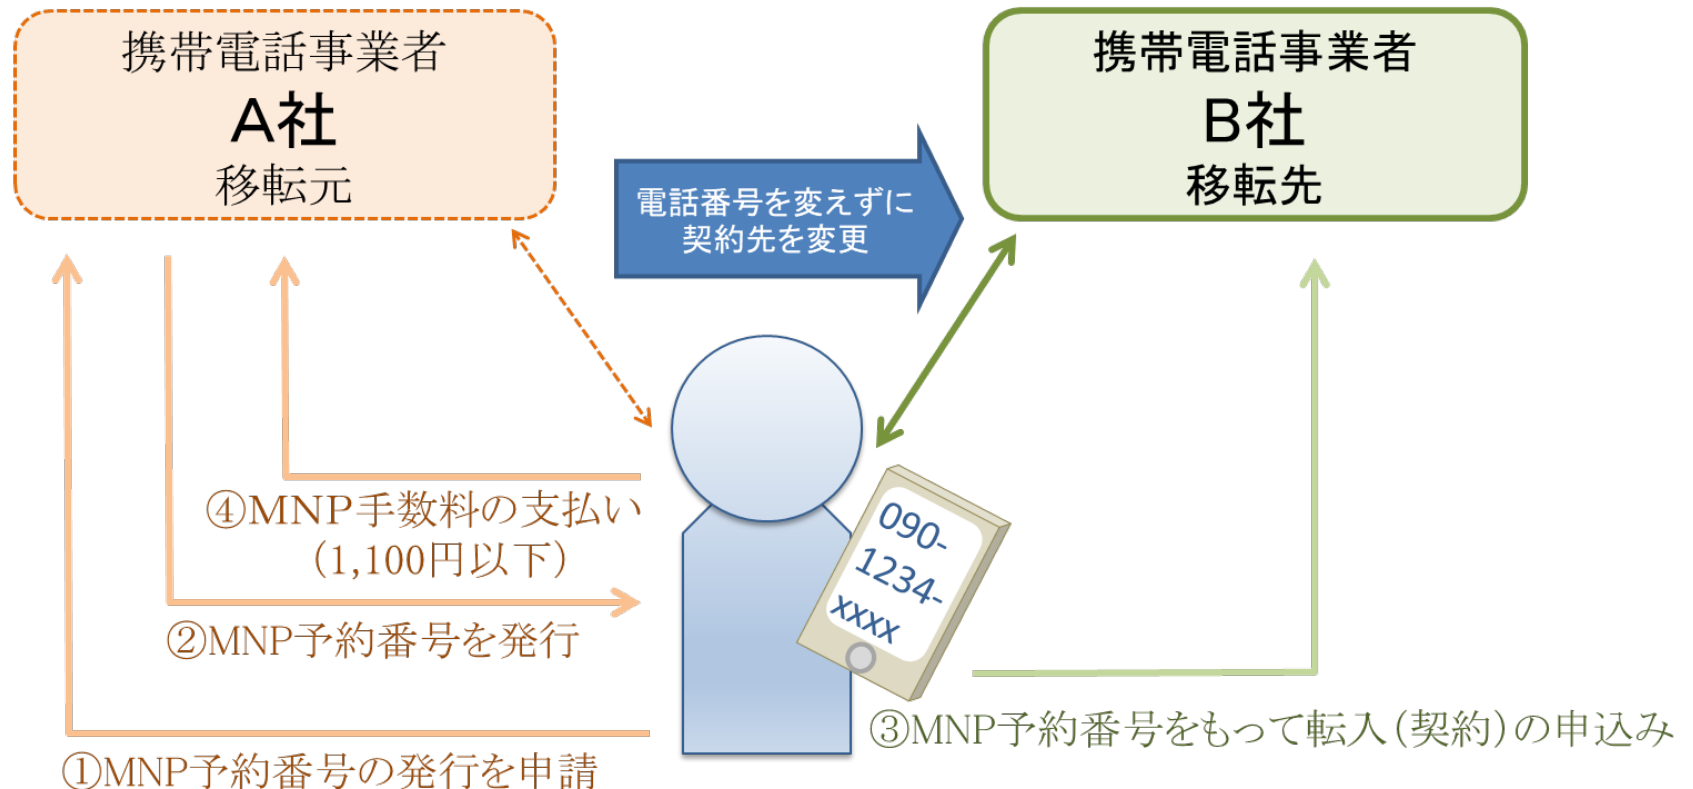 携帯電話事業者
A社
移転元
携帯電話事業者
B社
移転先
電話番号を変えずに
契約先を変更
④MNP手数料の支払い
（1,100円以下）
②MNP予約番号を発行
①MNP予約番号の発行を申請
090-
1234-
xxxx
③MNP予約番号をもって転入（契約）の申込み